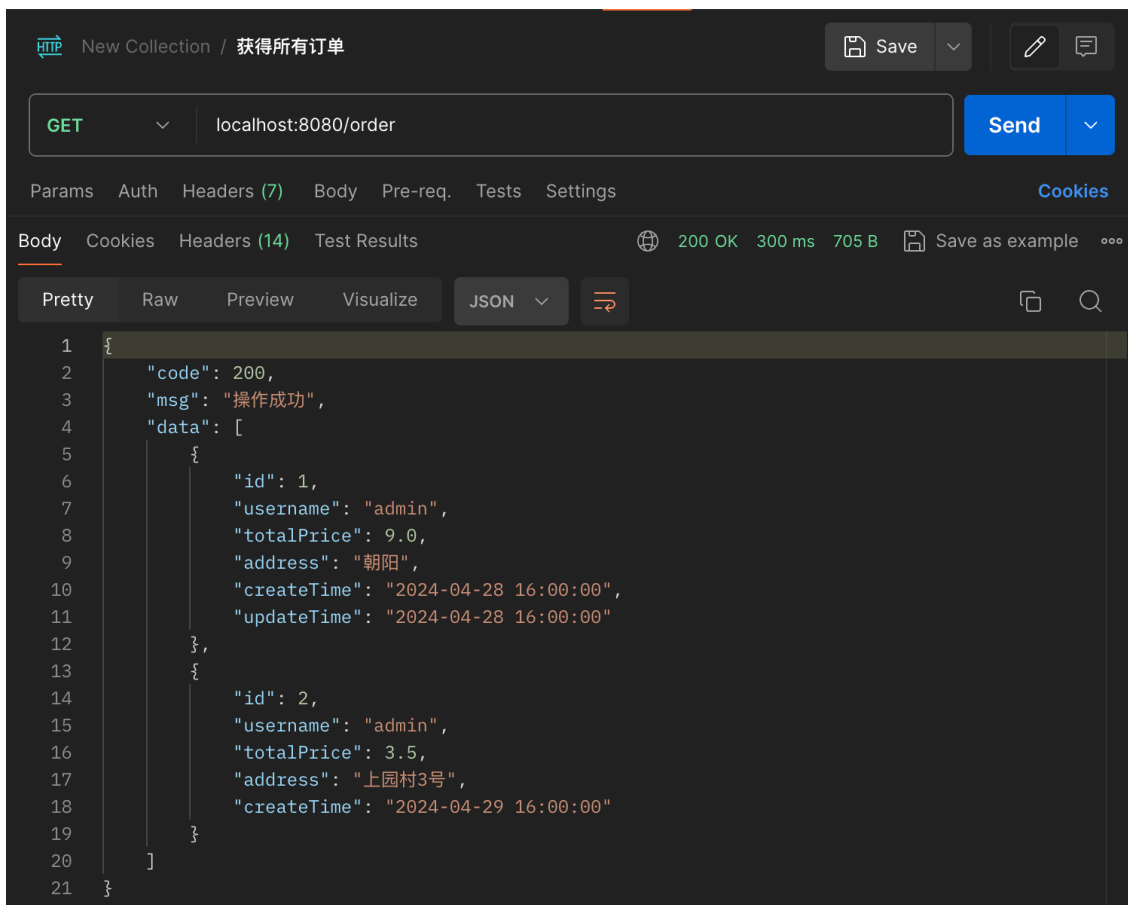 HTTP New Collection / 获得所有订单 Save
GET localhost:8080/order Send
Params Auth Headers (7) Body Pre-req. Tests Settings Cookies
Body Cookies Headers (14) Test Results 200 OK 300 ms 705 B Save as example
Pretty Raw Preview Visualize JSON
1 {
2 "code": 200,
3 "msg": "操作成功",
4 "data": [
5 {
6 "id": 1,
7 "username": "admin",
8 "totalPrice": 9.0,
9 "address": "朝阳",
10 "createTime": "2024-04-28 16:00:00",
11 "updateTime": "2024-04-28 16:00:00"
12 },
13 {
14 "id": 2,
15 "username": "admin",
16 "totalPrice": 3.5,
17 "address": "上园村3号",
18 "createTime": "2024-04-29 16:00:00"
19 }
20 ]
21 }